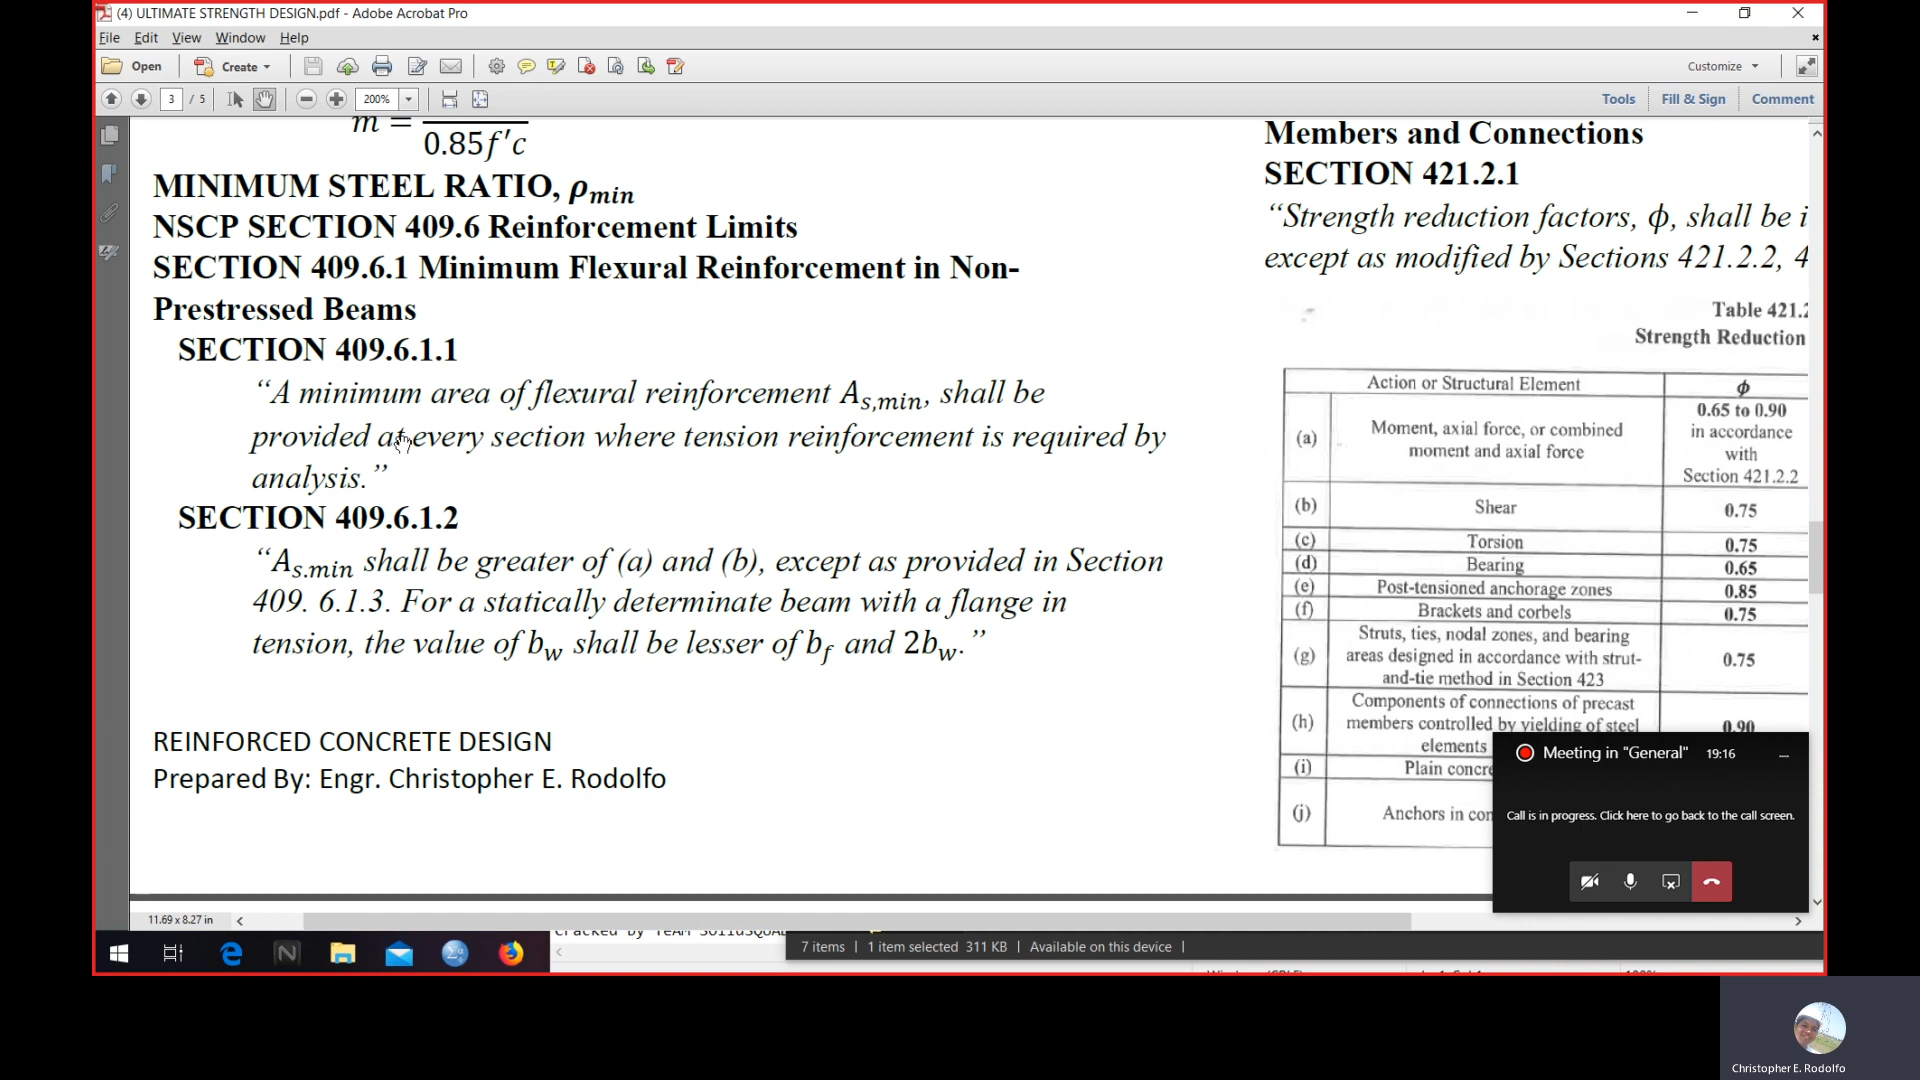 (4) ULTIMATE STRENGTH DESIGN.pdf - Adobe Acrobat Pro
File Edit View Window Help
Open Create Customize
3 / 5 200% Tools Fill & Sign Comment
m = 0.85f'c
MINIMUM STEEL RATIO, ρmin
NSCP SECTION 409.6 Reinforcement Limits
SECTION 409.6.1 Minimum Flexural Reinforcement in Non-
Prestressed Beams
SECTION 409.6.1.1
“A minimum area of flexural reinforcement As,min, shall be
provided at every section where tension reinforcement is required by
analysis.”
SECTION 409.6.1.2
“As.min shall be greater of (a) and (b), except as provided in Section
409. 6.1.3. For a statically determinate beam with a flange in
tension, the value of bw shall be lesser of bf and 2bw.”
REINFORCED CONCRETE DESIGN
Prepared By: Engr. Christopher E. Rodolfo
Members and Connections
SECTION 421.2.1
“Strength reduction factors, ϕ, shall be i
except as modified by Sections 421.2.2, 4
Table 421.2
Strength Reduction
Action or Structural Element ϕ
(a) Moment, axial force, or combined
moment and axial force
0.65 to 0.90
in accordance
with
Section 421.2.2
(b) Shear 0.75
(c) Torsion 0.75
(d) Bearing 0.65
(e) Post-tensioned anchorage zones 0.85
(f) Brackets and corbels 0.75
(g) Struts, ties, nodal zones, and bearing
areas designed in accordance with strut-
and-tie method in Section 423
0.75
(h) Components of connections of precast
members controlled by yielding of steel
elements
0.90
(i) Plain concre
(j) Anchors in con
Meeting in "General" 19:16
Call is in progress. Click here to go back to the call screen.
11.69 x 8.27 in
7 items | 1 item selected 311 KB | Available on this device |
Christopher E. Rodolfo